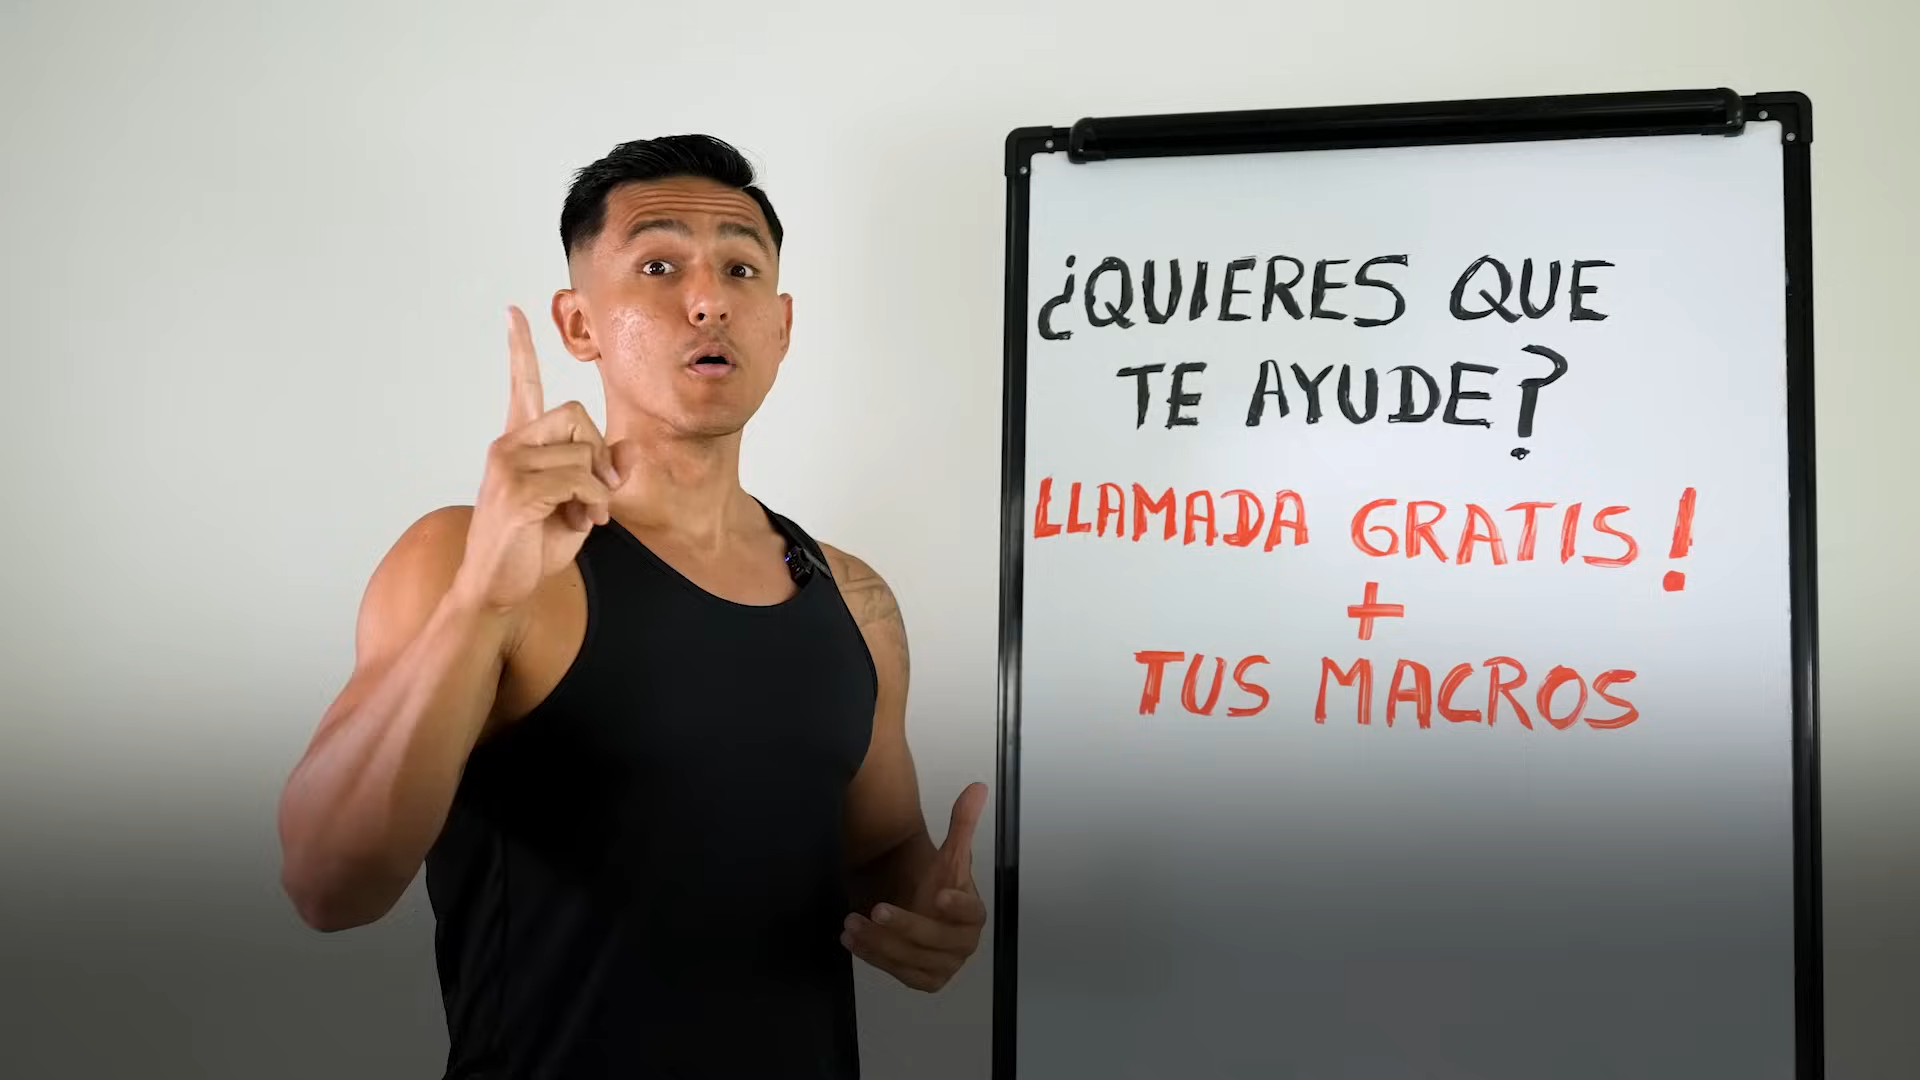 ¿QUIERES QUE
TE AYUDE?
LLAMADA GRATIS!
+
TUS MACROS